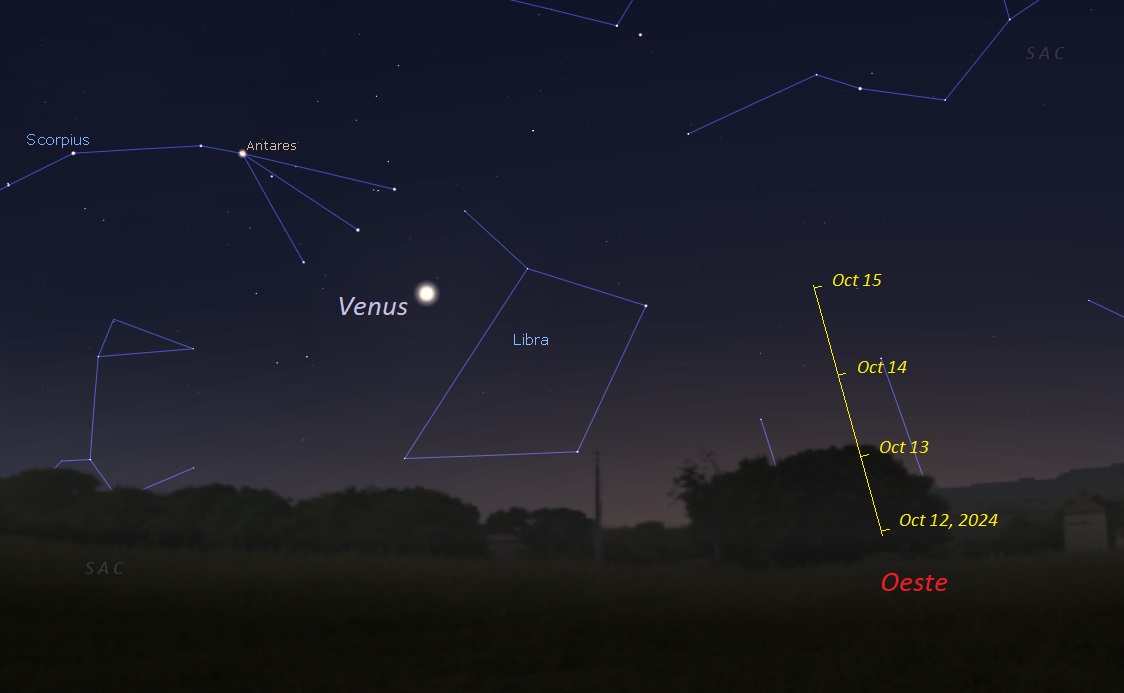 SAC
Scorpius
Antares
Oct 15
Venus
Libra
Oct 14
Oct 13
Oct 12, 2024
SAC
Oeste